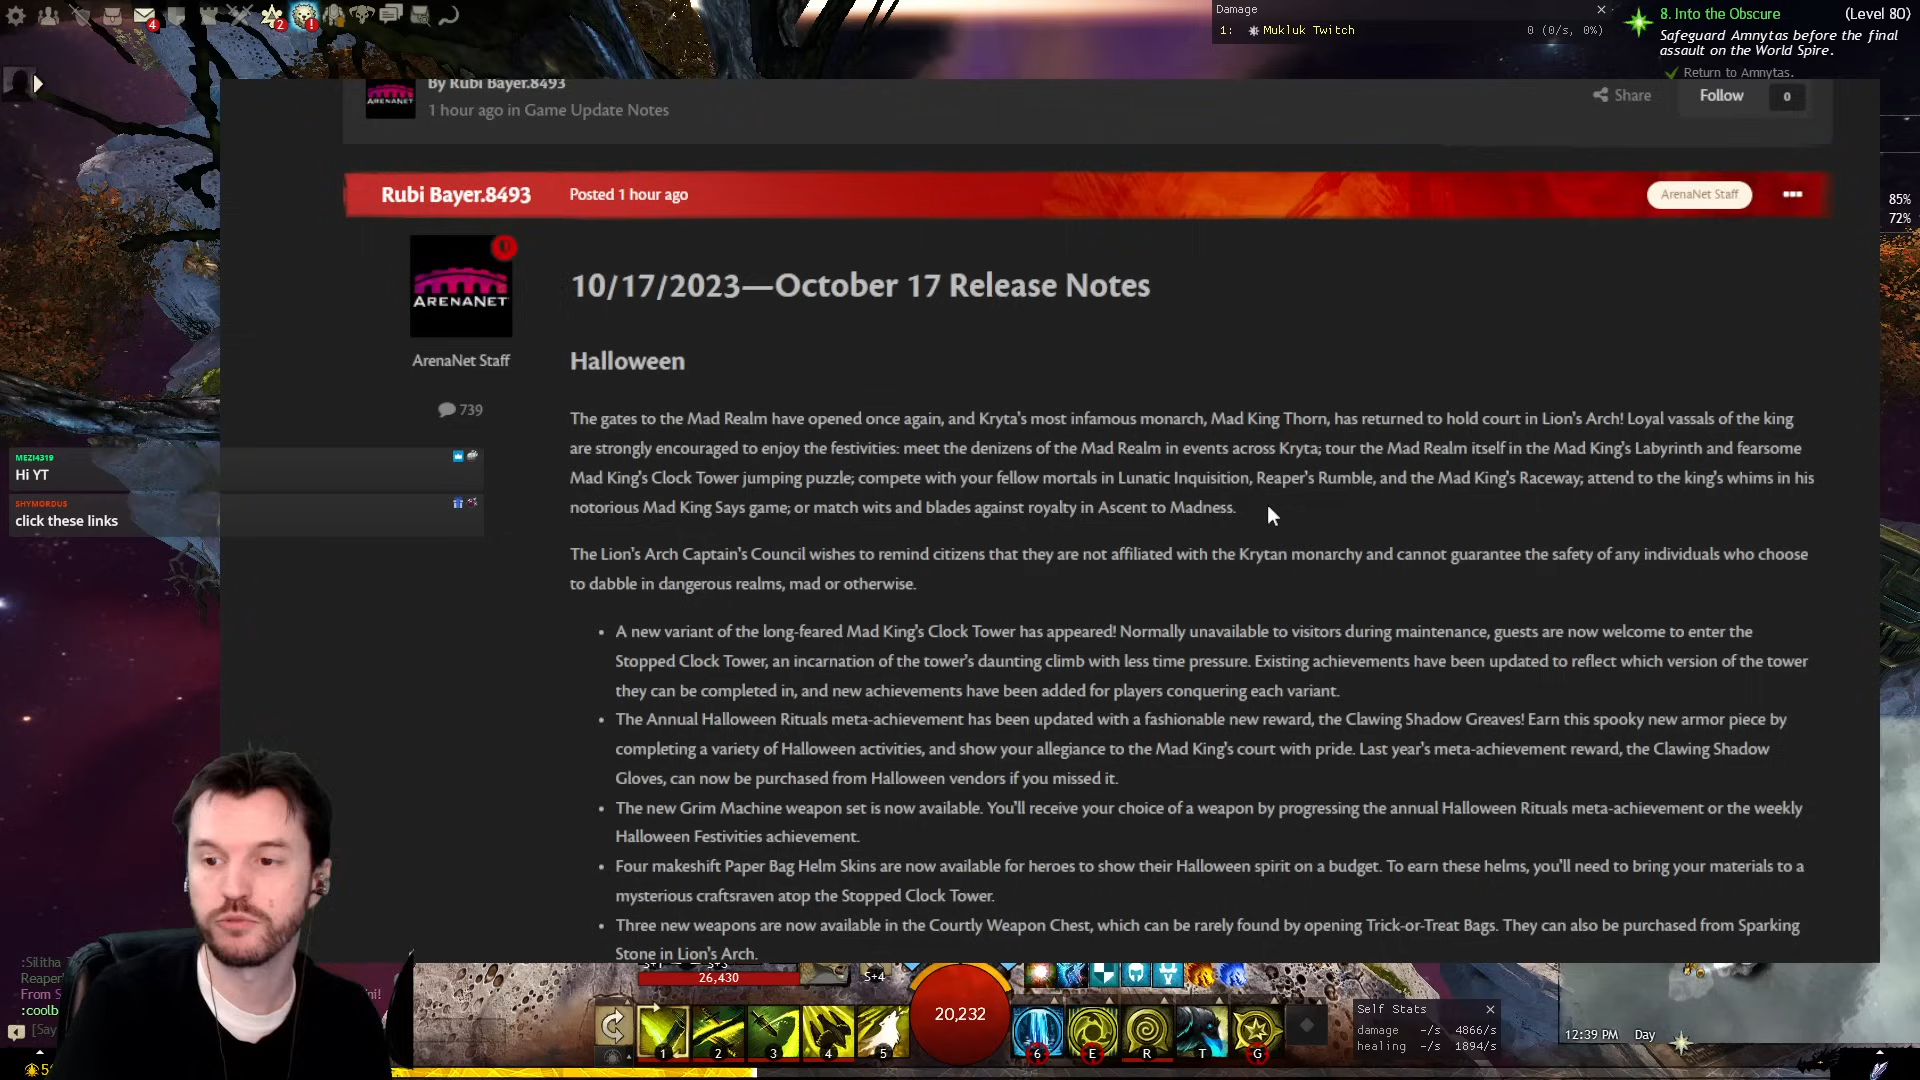 4
2
Damage
1: Mukluk Twitch
0 (0/s, 0%)
8. Into the Obscure
(Level 80)
Safeguard Amnytas before the final
assault on the World Spire.
Return to Amnytas.
By Rubi Bayer.8493
1 hour ago in Game Update Notes
Share
Follow
0
ARENANET
Rubi Bayer.8493
Posted 1 hour ago
ArenaNet Staff
85%
72%
ARENANET
ArenaNet Staff
739
10/17/2023—October 17 Release Notes
Halloween
The gates to the Mad Realm have opened once again, and Kryta's most infamous monarch, Mad King Thorn, has returned to hold court in Lion's Arch! Loyal vassals of the king
are strongly encouraged to enjoy the festivities: meet the denizens of the Mad Realm in events across Kryta; tour the Mad Realm itself in the Mad King's Labyrinth and fearsome
Mad King's Clock Tower jumping puzzle; compete with your fellow mortals in Lunatic Inquisition, Reaper's Rumble, and the Mad King's Raceway; attend to the king's whims in his
notorious Mad King Says game; or match wits and blades against royalty in Ascent to Madness.
The Lion's Arch Captain's Council wishes to remind citizens that they are not affiliated with the Krytan monarchy and cannot guarantee the safety of any individuals who choose
to dabble in dangerous realms, mad or otherwise.
• A new variant of the long-feared Mad King's Clock Tower has appeared! Normally unavailable to visitors during maintenance, guests are now welcome to enter the
Stopped Clock Tower, an incarnation of the tower's daunting climb with less time pressure. Existing achievements have been updated to reflect which version of the tower
they can be completed in, and new achievements have been added for players conquering each variant.
• The Annual Halloween Rituals meta-achievement has been updated with a fashionable new reward, the Clawing Shadow Greaves! Earn this spooky new armor piece by
completing a variety of Halloween activities, and show your allegiance to the Mad King's court with pride. Last year's meta-achievement reward, the Clawing Shadow
Gloves, can now be purchased from Halloween vendors if you missed it.
• The new Grim Machine weapon set is now available. You'll receive your choice of a weapon by progressing the annual Halloween Rituals meta-achievement or the weekly
Halloween Festivities achievement.
• Four makeshift Paper Bag Helm Skins are now available for heroes to show their Halloween spirit on a budget. To earn these helms, you'll need to bring your materials to a
mysterious craftsraven atop the Stopped Clock Tower.
• Three new weapons are now available in the Courtly Weapon Chest, which can be rarely found by opening Trick-or-Treat Bags. They can also be purchased from Sparking
Stone in Lion's Arch.
MEZI4319
Hi YT
SHYMORDUS
click these links
:Silitha
Reaper'
From S
:coolb
[Say
26,430
S+4
20,232
1
2
3
4
5
6
E
R
T
G
Self Stats
damage -/s 4866/s
healing -/s 1894/s
12:39 PM Day